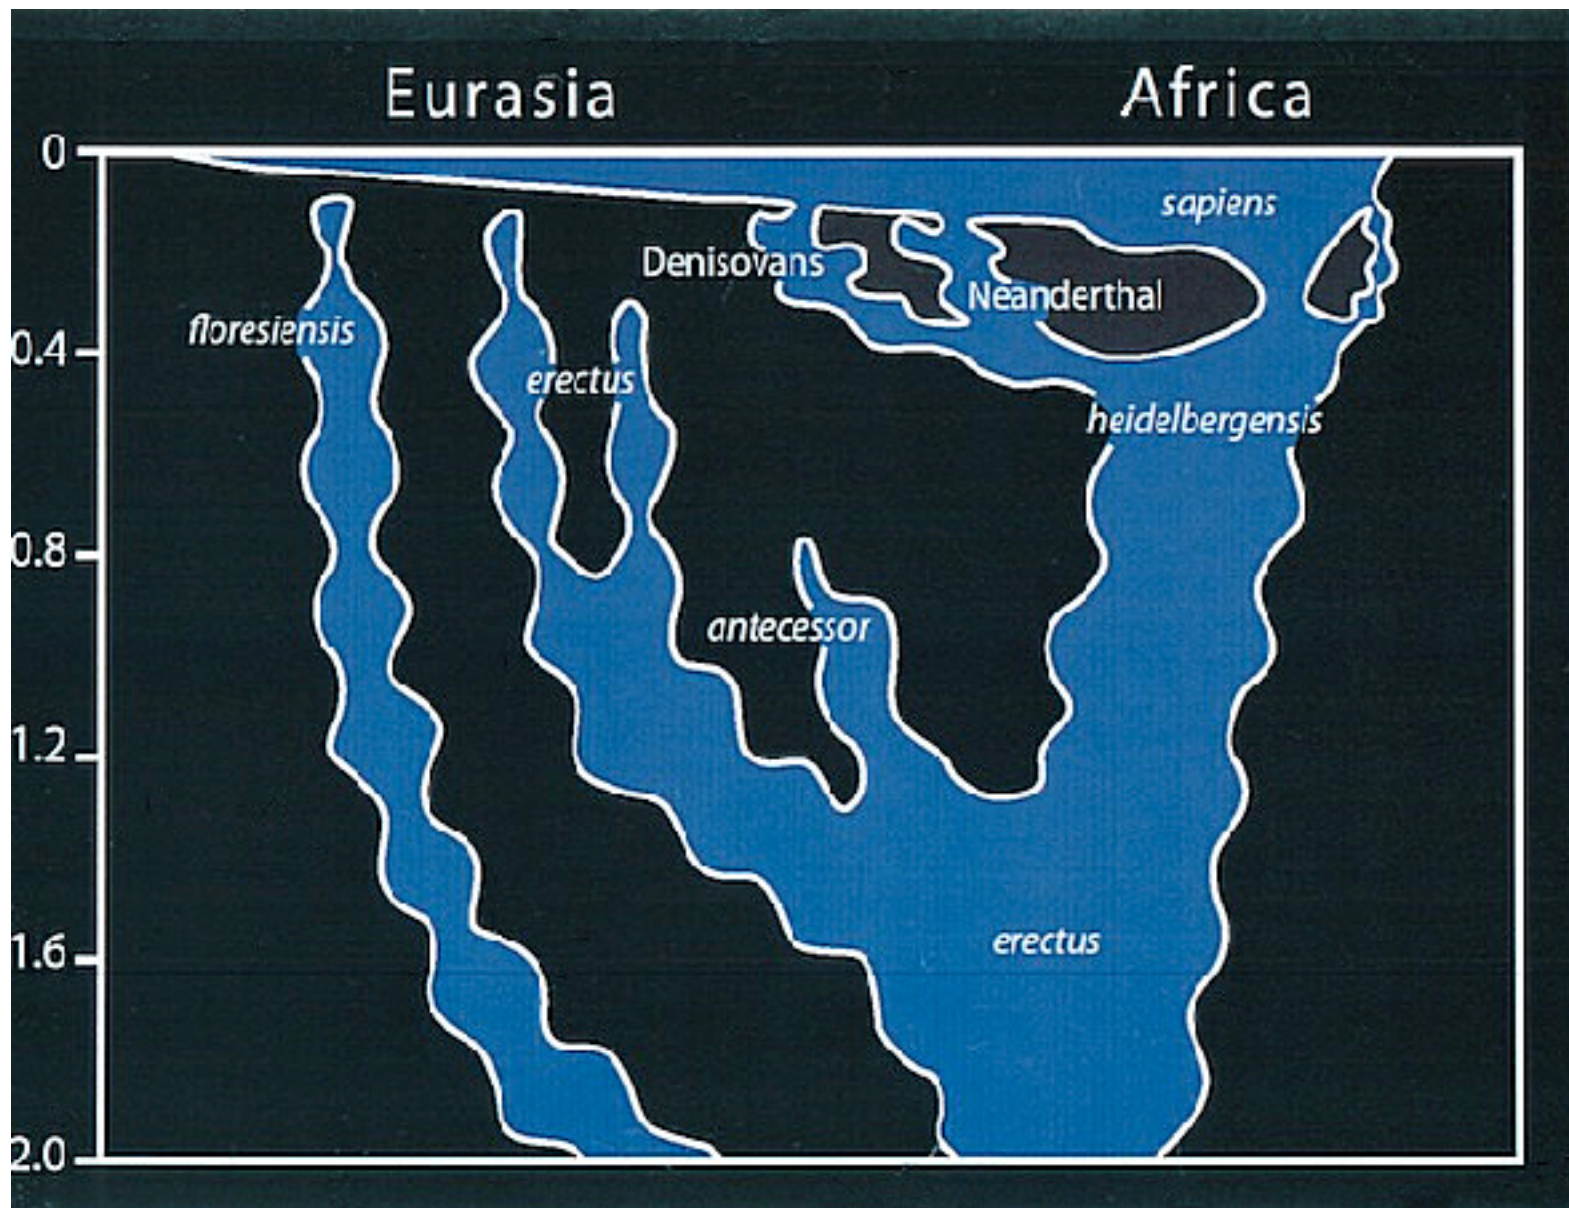 Eurasia Africa
0
sapiens
Denisovans
Neanderthal
floresiensis
0.4
erectus
heidelbergensis
0.8
antecessor
1.2
erectus
1.6
2.0